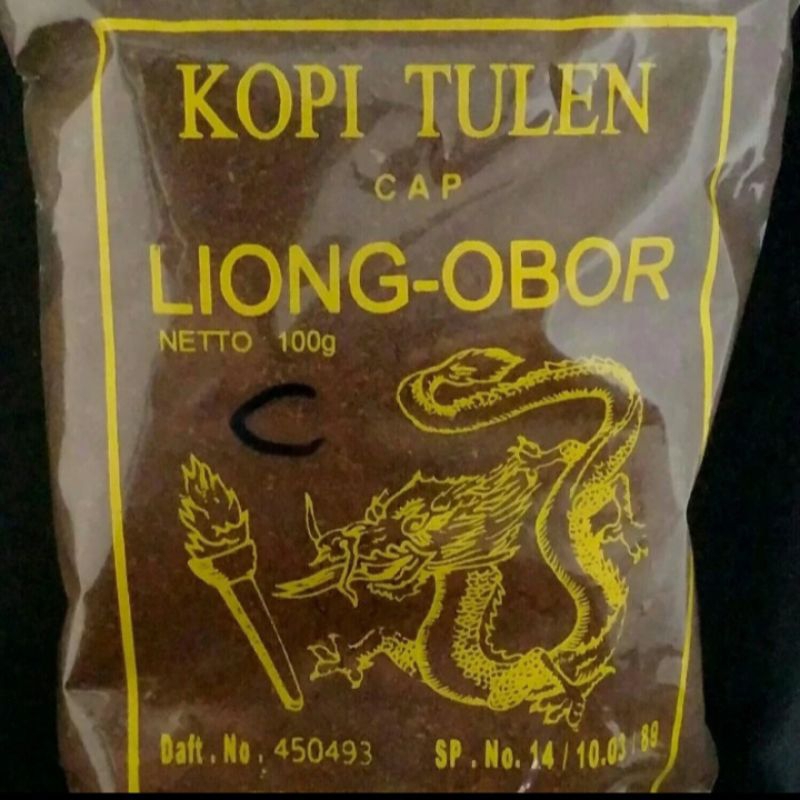 KOPI TULEN
CAP
LIONG-OBOR
NETTO 100g
C
Daft. No. 450493 SP. No. 14/10.03/89